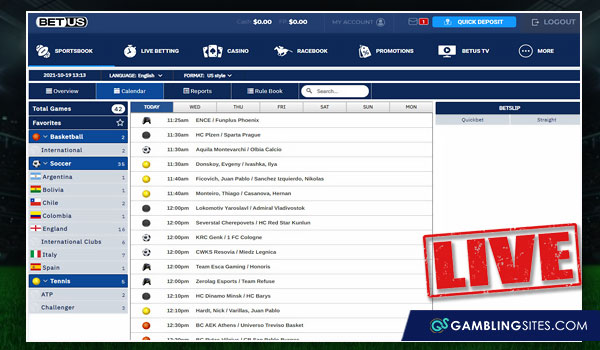 BETUS
Cash $0.00 FP $0.00 MY ACCOUNT 1 QUICK DEPOSIT LOGOUT
SPORTSBOOK LIVE BETTING CASINO RACEBOOK PROMOTIONS BETUS TV MORE
2021-10-19 13:13 LANGUAGE: English FORMAT: US style
Overview Calendar Reports Rule Book Search...
Total Games 42
Favorites
Basketball 2
International 2
Soccer 35
Argentina 1
Bolivia 1
Chile 2
Colombia 1
England 16
International Clubs 6
Italy 7
Spain 1
Tennis 5
ATP 2
Challenger 3
TODAY WED THU FRI SAT SUN MON
11:25am ENCE / Funplus Phoenix
11:30am HC Plzen / Sparta Prague
11:30am Aquila Montevarchi / Olbia Calcio
11:30am Donskoy, Evgeny / Ivashka, Ilya
11:40am Ficovich, Juan Pablo / Sanchez Izquierdo, Nikolas
11:40am Monteiro, Thiago / Casanova, Hernan
12:00pm Lokomotiv Yaroslavl / Admiral Vladivostok
12:00pm Severstal Cherepovets / HC Red Star Kunlun
12:00pm KRC Genk / 1 FC Cologne
12:00pm CWKS Resovia / Miedz Legnica
12:00pm Team Esca Gaming / Honoris
12:00pm Zerolag Esports / Team Refuse
12:10pm HC Dinamo Minsk / HC Barys
12:10pm Hardt, Nick / Varillas, Juan Pablo
12:30pm BC AEK Athens / Universo Treviso Basket
BETSLIP
Quickbet Straight
LIVE
GS GAMBLINGSITES.COM